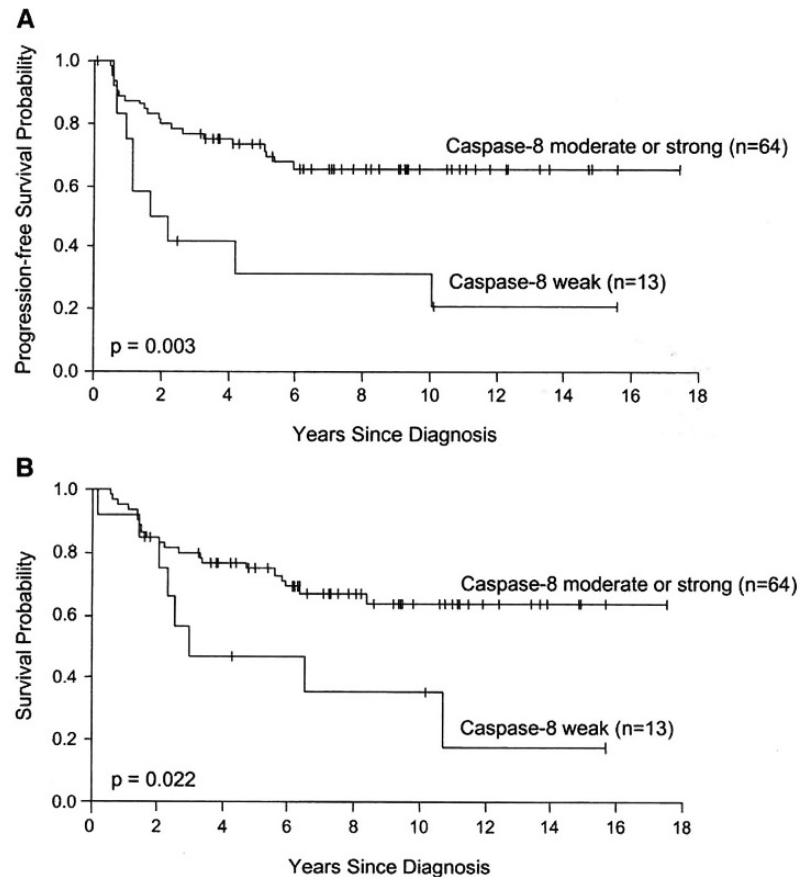 A
1.0
0.8
0.6
0.4
0.2
0.0
Progression-free Survival Probability
Caspase-8 moderate or strong (n=64)
Caspase-8 weak (n=13)
p = 0.003
0 2 4 6 8 10 12 14 16 18
Years Since Diagnosis
B
1.0
0.8
0.6
0.4
0.2
0.0
Survival Probability
Caspase-8 moderate or strong (n=64)
Caspase-8 weak (n=13)
p = 0.022
0 2 4 6 8 10 12 14 16 18
Years Since Diagnosis